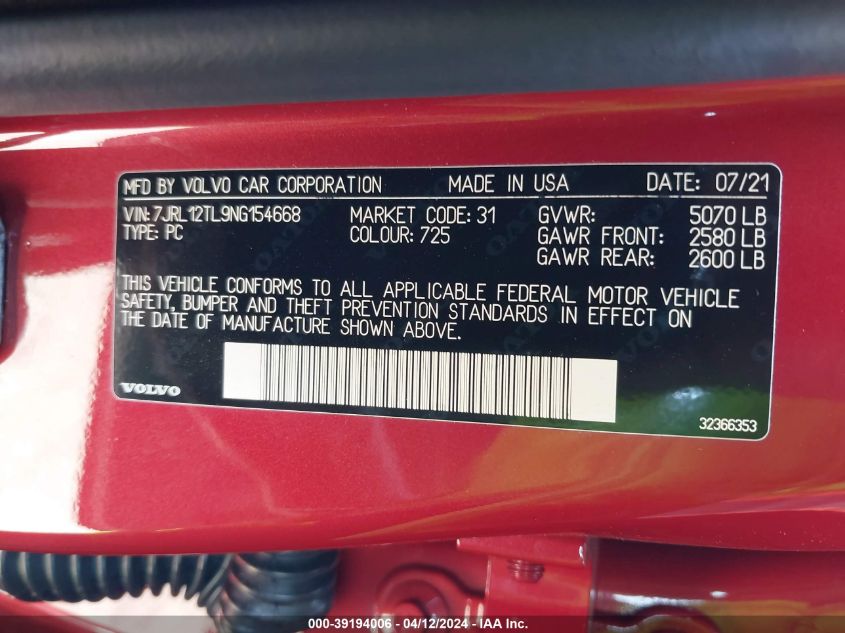 MFD BY VOLVO CAR CORPORATION MADE IN USA DATE: 07/21
VIN:7JRL12TL9NG154668 MARKET CODE: 31 GVWR: 5070 LB
TYPE: PC COLOUR: 725 GAWR FRONT: 2580 LB
GAWR REAR: 2600 LB
THIS VEHICLE CONFORMS TO ALL APPLICABLE FEDERAL MOTOR VEHICLE
SAFETY, BUMPER AND THEFT PREVENTION STANDARDS IN EFFECT ON
THE DATE OF MANUFACTURE SHOWN ABOVE.
VOLVO
32366353
000-39194006 - 04/12/2024 - IAA Inc.